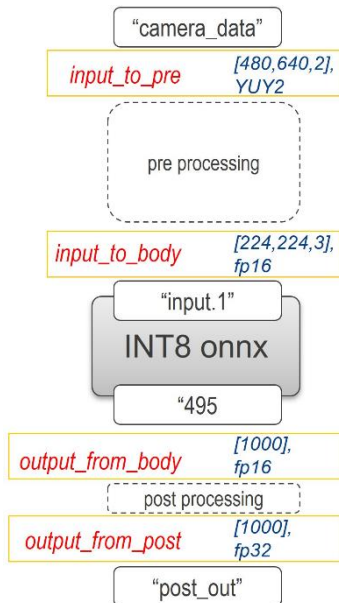 “camera_data”
input_to_pre [480,640,2],
YUY2
pre processing
input_to_body [224,224,3],
fp16
“input.1”
INT8 onnx
“495
output_from_body [1000],
fp16
post processing
output_from_post [1000],
fp32
“post_out”